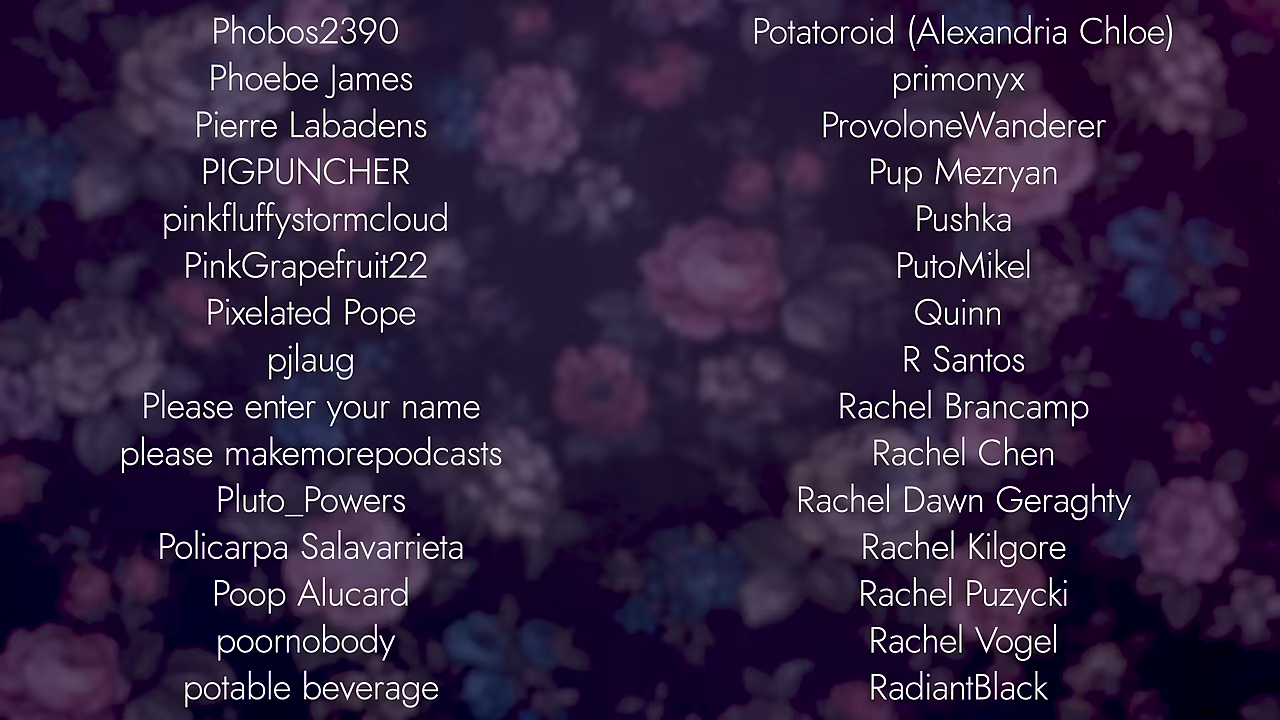 Phobos2390
Phoebe James
Pierre Labadens
PIGPUNCHER
pinkfluffystormcloud
PinkGrapefruit22
Pixelated Pope
pjlaug
Please enter your name
please makemorepodcasts
Pluto_Powers
Policarpa Salavarrieta
Poop Alucard
poornobody
potable beverage
Potatoroid (Alexandria Chloe)
primonyx
ProvoloneWanderer
Pup Mezryan
Pushka
PutoMikel
Quinn
R Santos
Rachel Brancamp
Rachel Chen
Rachel Dawn Geraghty
Rachel Kilgore
Rachel Puzycki
Rachel Vogel
RadiantBlack